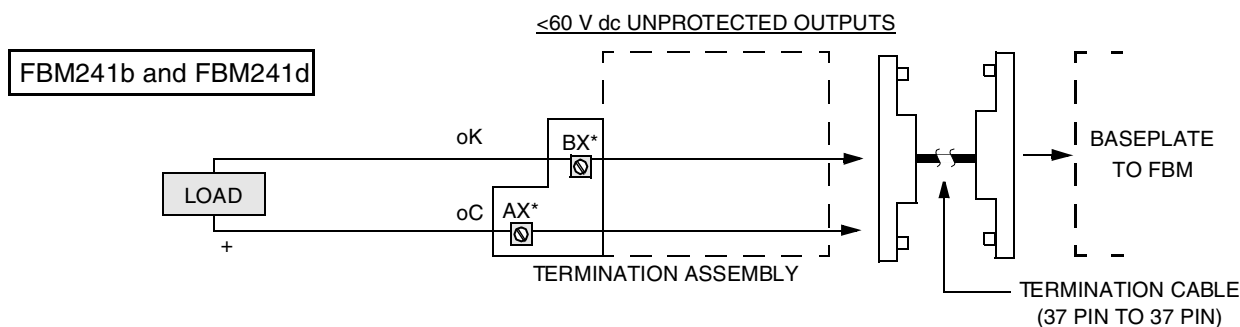 <60 V dc UNPROTECTED OUTPUTS
FBM241b and FBM241d
oK
BX*
BASEPLATE
TO FBM
LOAD
oC
AX*
+
TERMINATION ASSEMBLY
TERMINATION CABLE
(37 PIN TO 37 PIN)